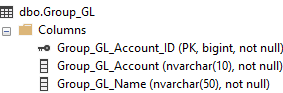 dbo.Group_GL
Columns
Group_GL_Account_ID (PK, bigint, not null)
Group_GL_Account (nvarchar(10), not null)
Group_GL_Name (nvarchar(50), not null)